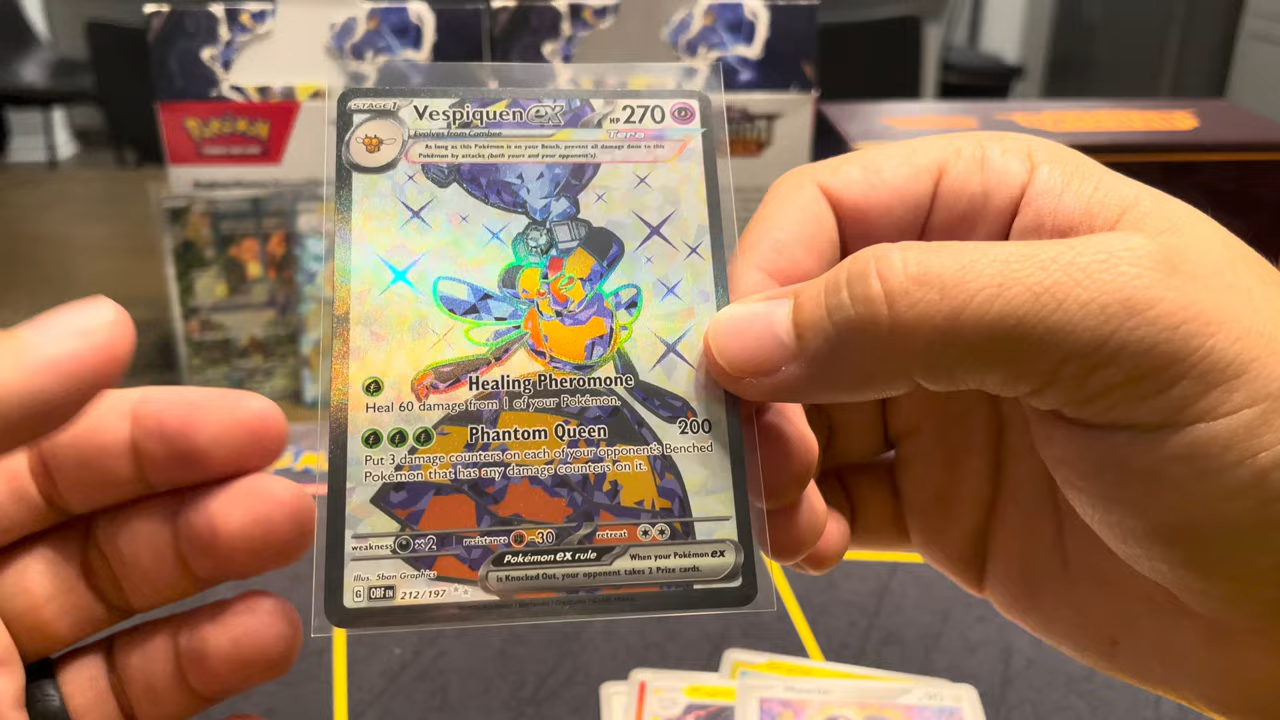 STAGE 1
Vespiquen ex
HP 270
Evolves from Combee
Tera
As long as this Pokémon is on your Bench, prevent all damage done to this
Pokémon by attacks (both yours and your opponent's).
Healing Pheromone
Heal 60 damage from 1 of your Pokémon.
Phantom Queen 200
Put 3 damage counters on each of your opponent's Benched
Pokémon that has any damage counters on it.
weakness ×2 resistance -30 retreat
Pokémon ex rule
When your Pokémon ex
is Knocked Out, your opponent takes 2 Prize cards.
Illus. 5ban Graphics
G OBF EN 212/197
Pokémon